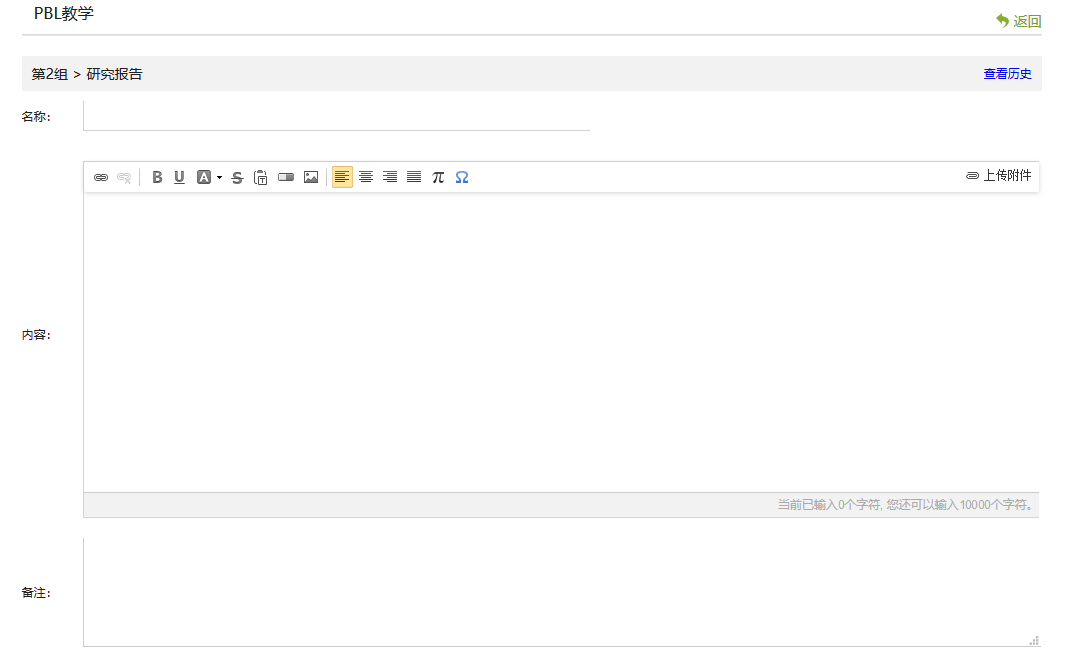 PBL教学
返回
第2组 > 研究报告
查看历史
名称：
B U A S π Ω
上传附件
内容：
当前已输入0个字符, 您还可以输入10000个字符。
备注：